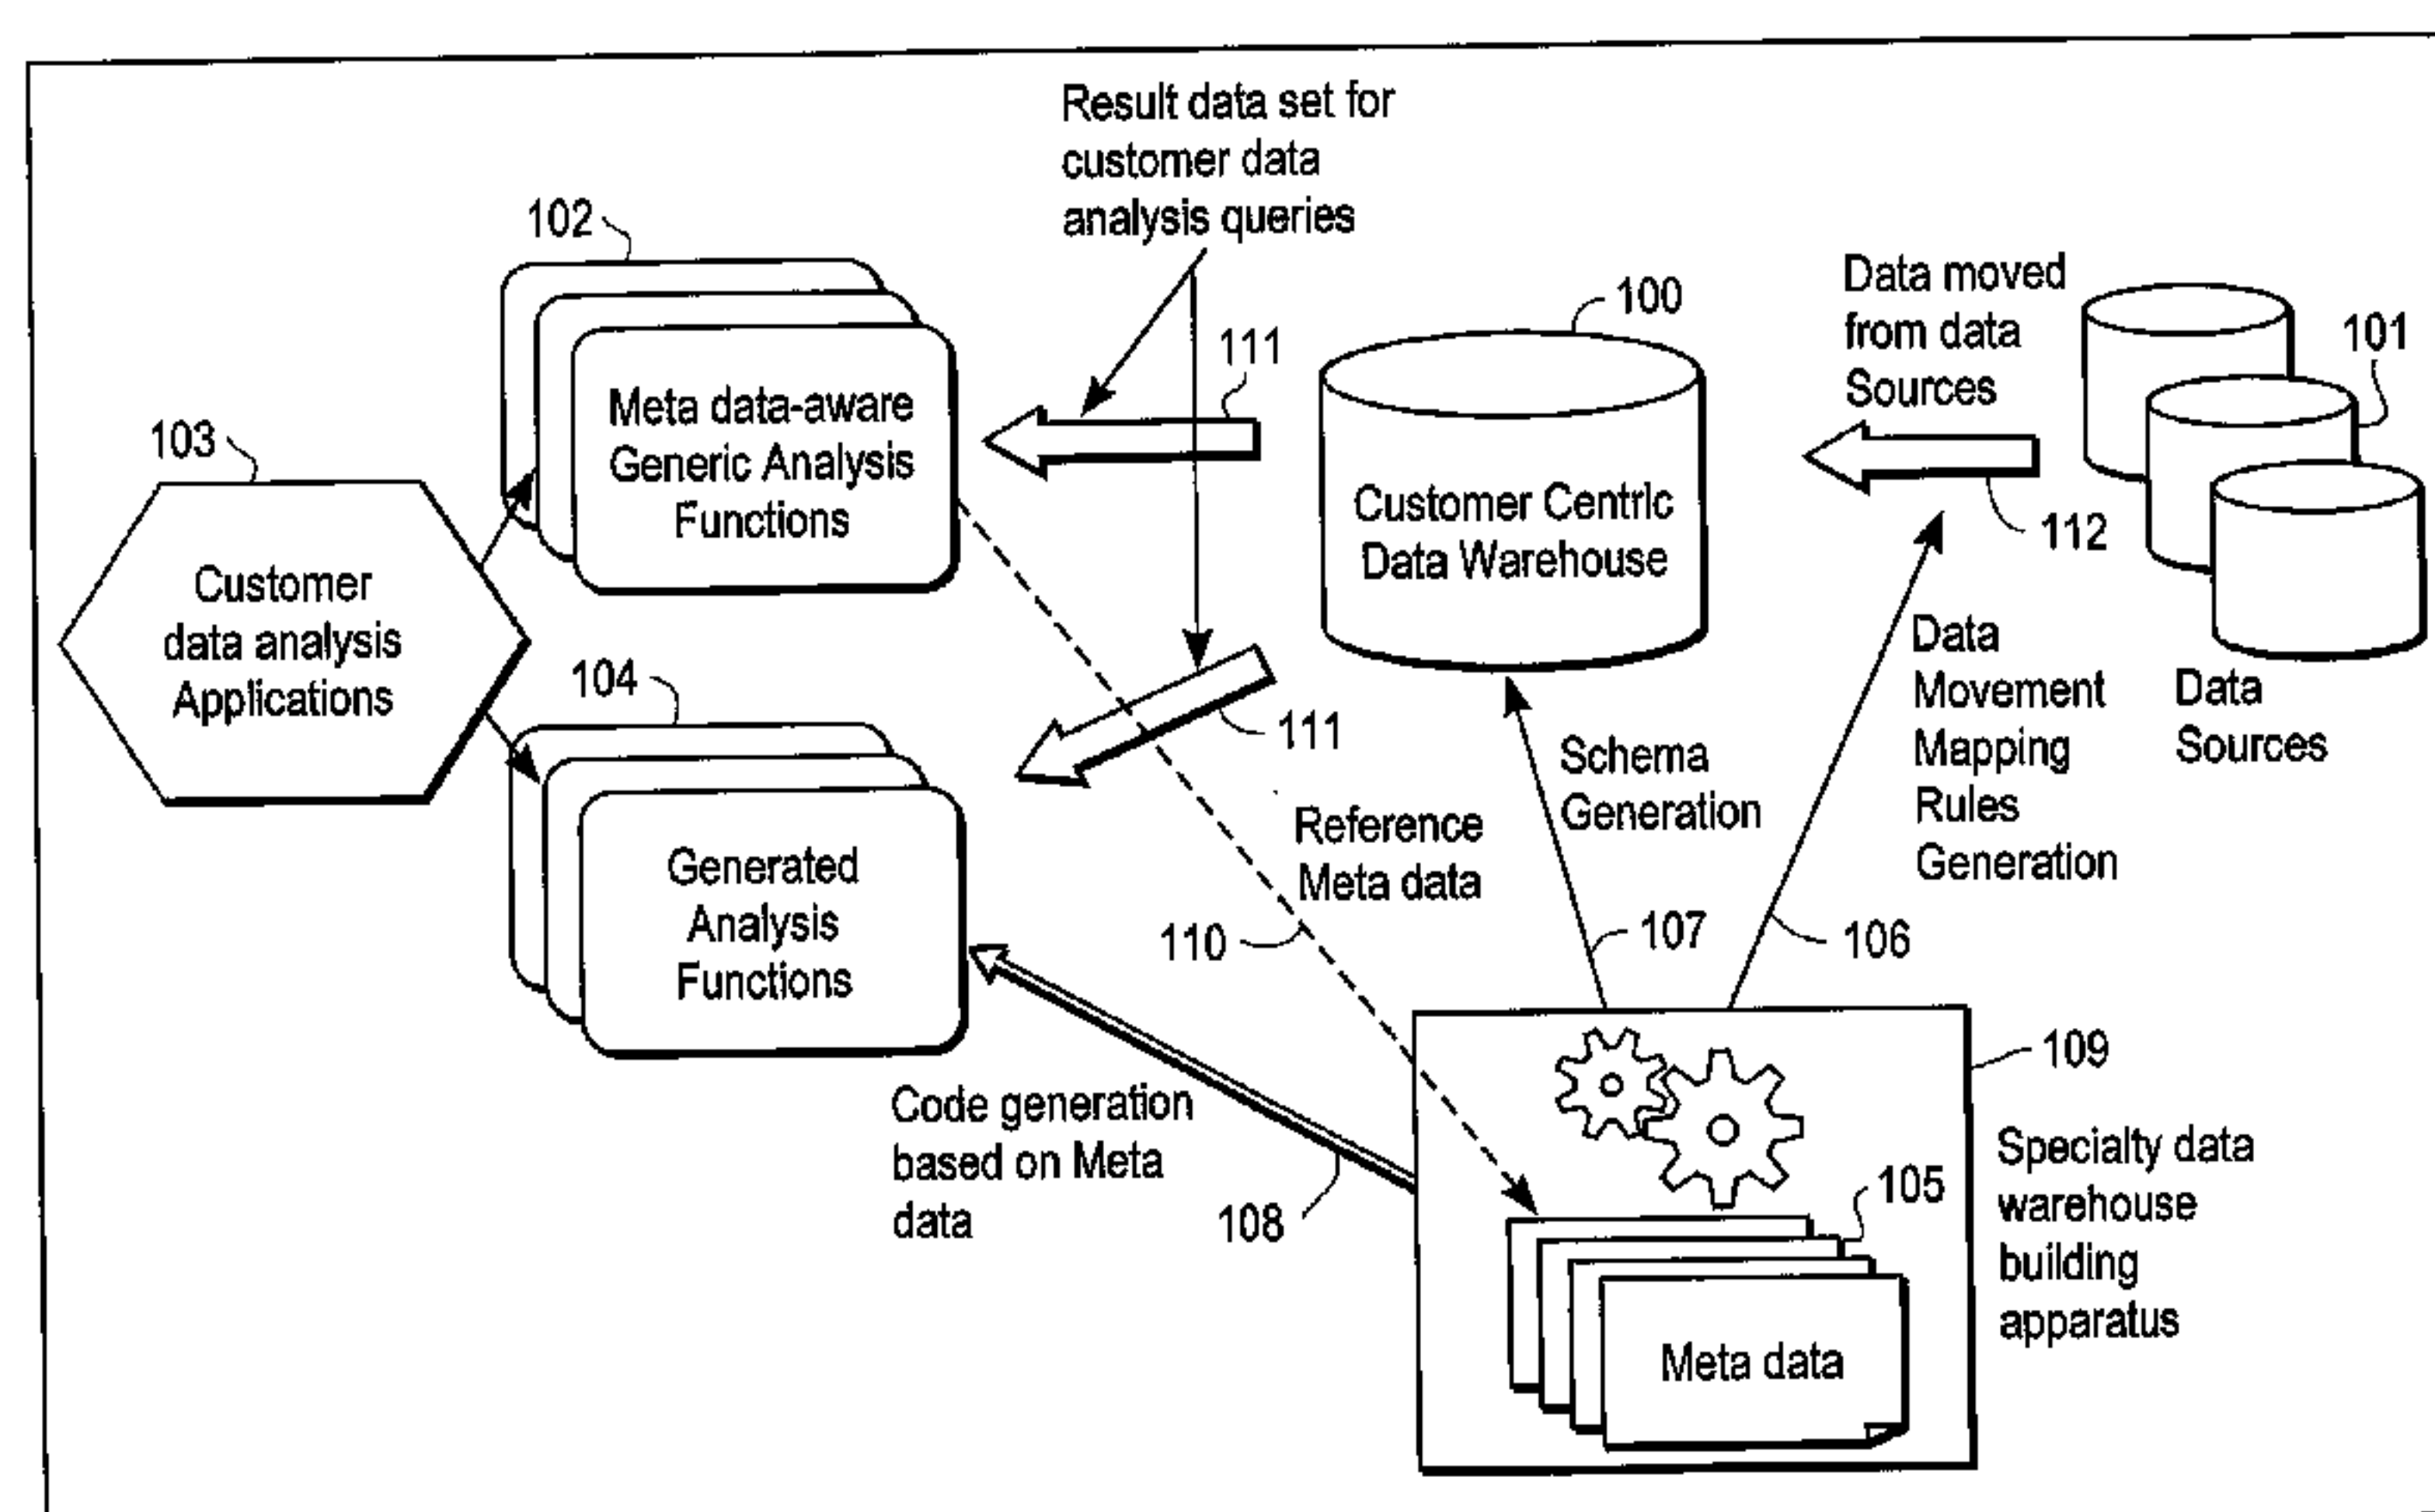 Result data set for
customer data
analysis queries
102
100
Data moved
from data
Sources
101
111
Meta data-aware
Generic Analysis
Functions
103
Customer Centric
Data Warehouse
112
Customer
data analysis
Applications
104
111
Data
Movement
Mapping
Rules
Generation
Data
Sources
Schema
Generation
Reference
Meta data
Generated
Analysis
Functions
110
107
106
109
Code generation
based on Meta
data
108
105
Specialty data
warehouse
building
apparatus
Meta data